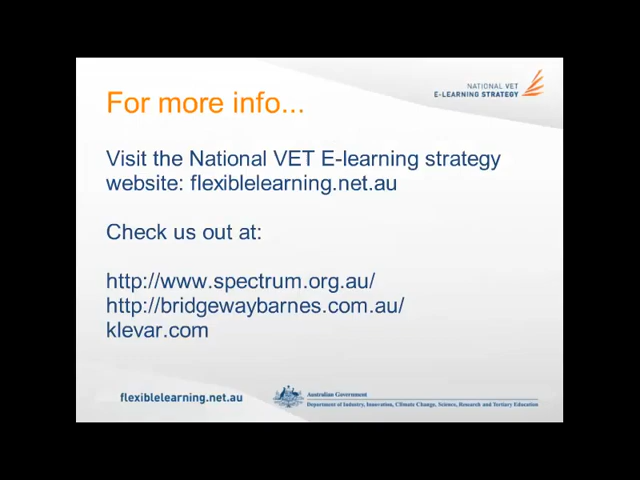 NATIONAL VET
E-LEARNING STRATEGY
For more info...
Visit the National VET E-learning strategy
website: flexiblelearning.net.au
Check us out at:
http://www.spectrum.org.au/
http://bridgewaybarnes.com.au/
klevar.com
flexiblelearning.net.au
Australian Government
Department of Industry, Innovation, Climate Change, Science, Research and Tertiary Education